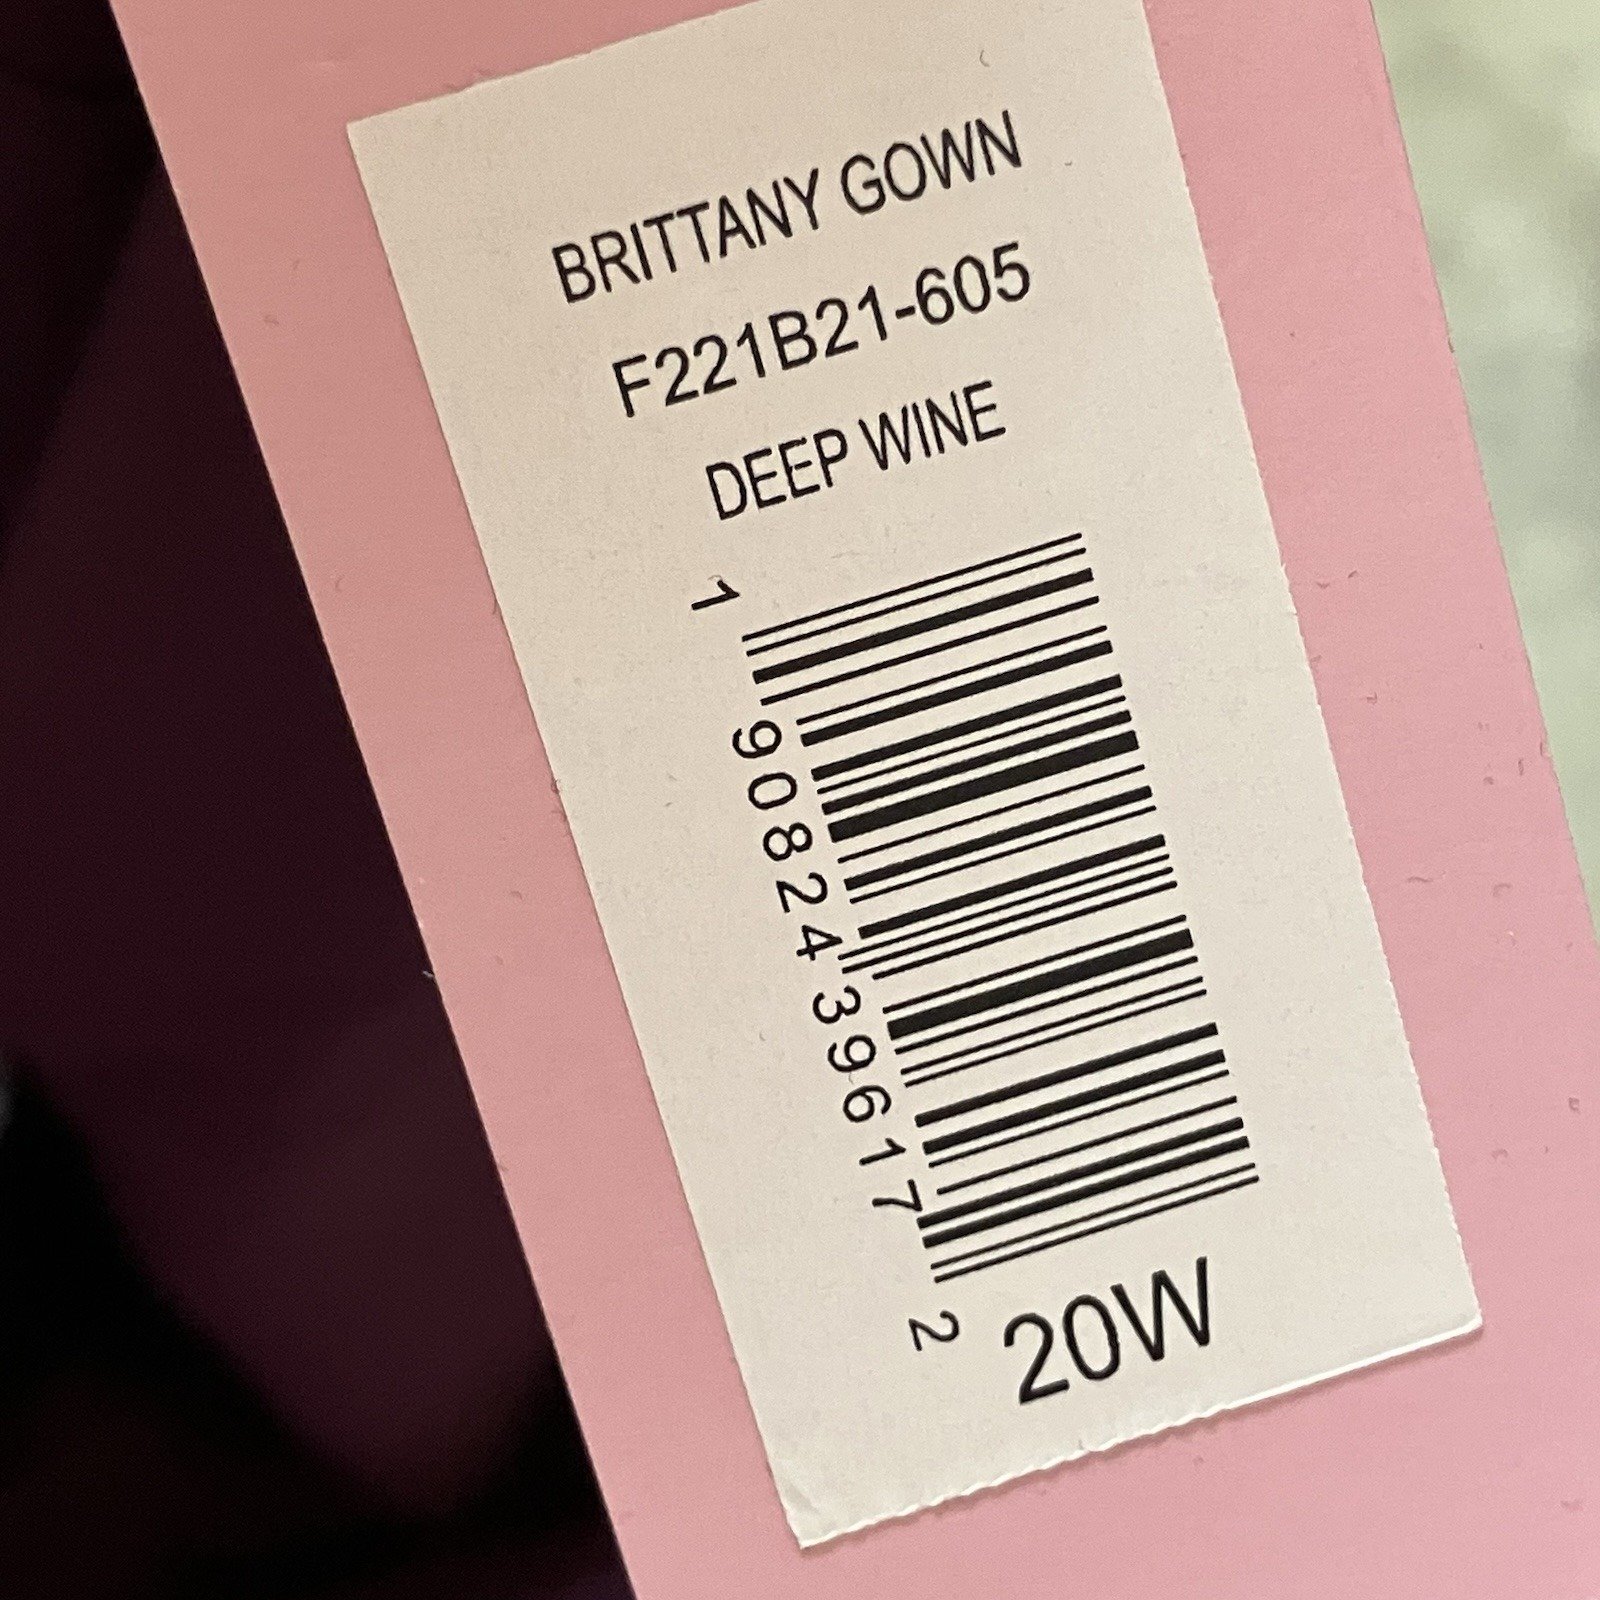 BRITTANY GOWN
F221B21-605
DEEP WINE
1 90824 39617 2
20W